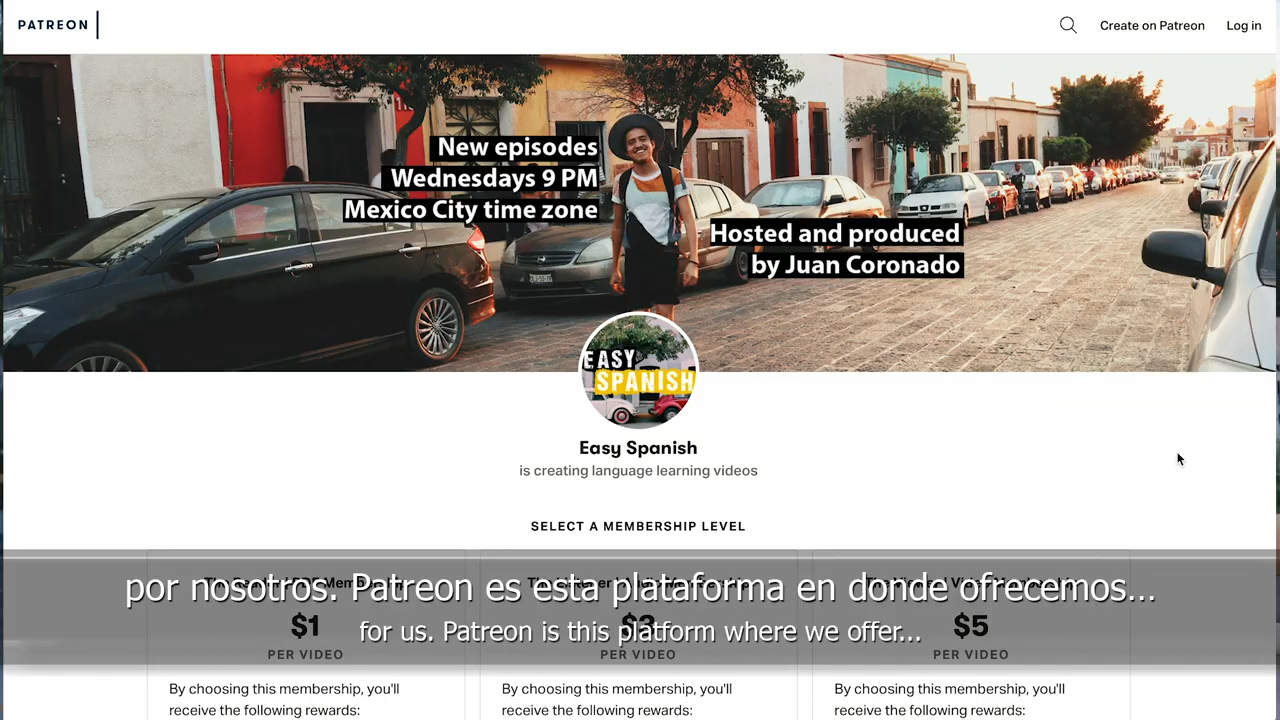 PATREON
Create on Patreon
Log in
New episodes
Wednesdays 9 PM
Mexico City time zone
Hosted and produced
by Juan Coronado
EASY
SPANISH
Easy Spanish
is creating language learning videos
SELECT A MEMBERSHIP LEVEL
por nosotros. Patreon es esta plataforma en donde ofrecemos...
for us. Patreon is this platform where we offer...
$1
$5
PER VIDEO
PER VIDEO
PER VIDEO
By choosing this membership, you'll
receive the following rewards:
By choosing this membership, you'll
receive the following rewards:
By choosing this membership, you'll
receive the following rewards: